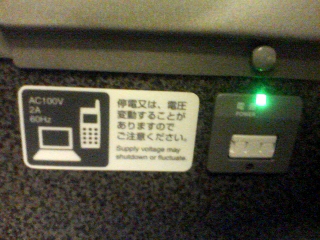 AC100V
2A
60Hz
停電又は、電圧
変動することが
ありますので
ご注意ください。
Supply voltage may
shutdown or fluctuate.
電
POWER